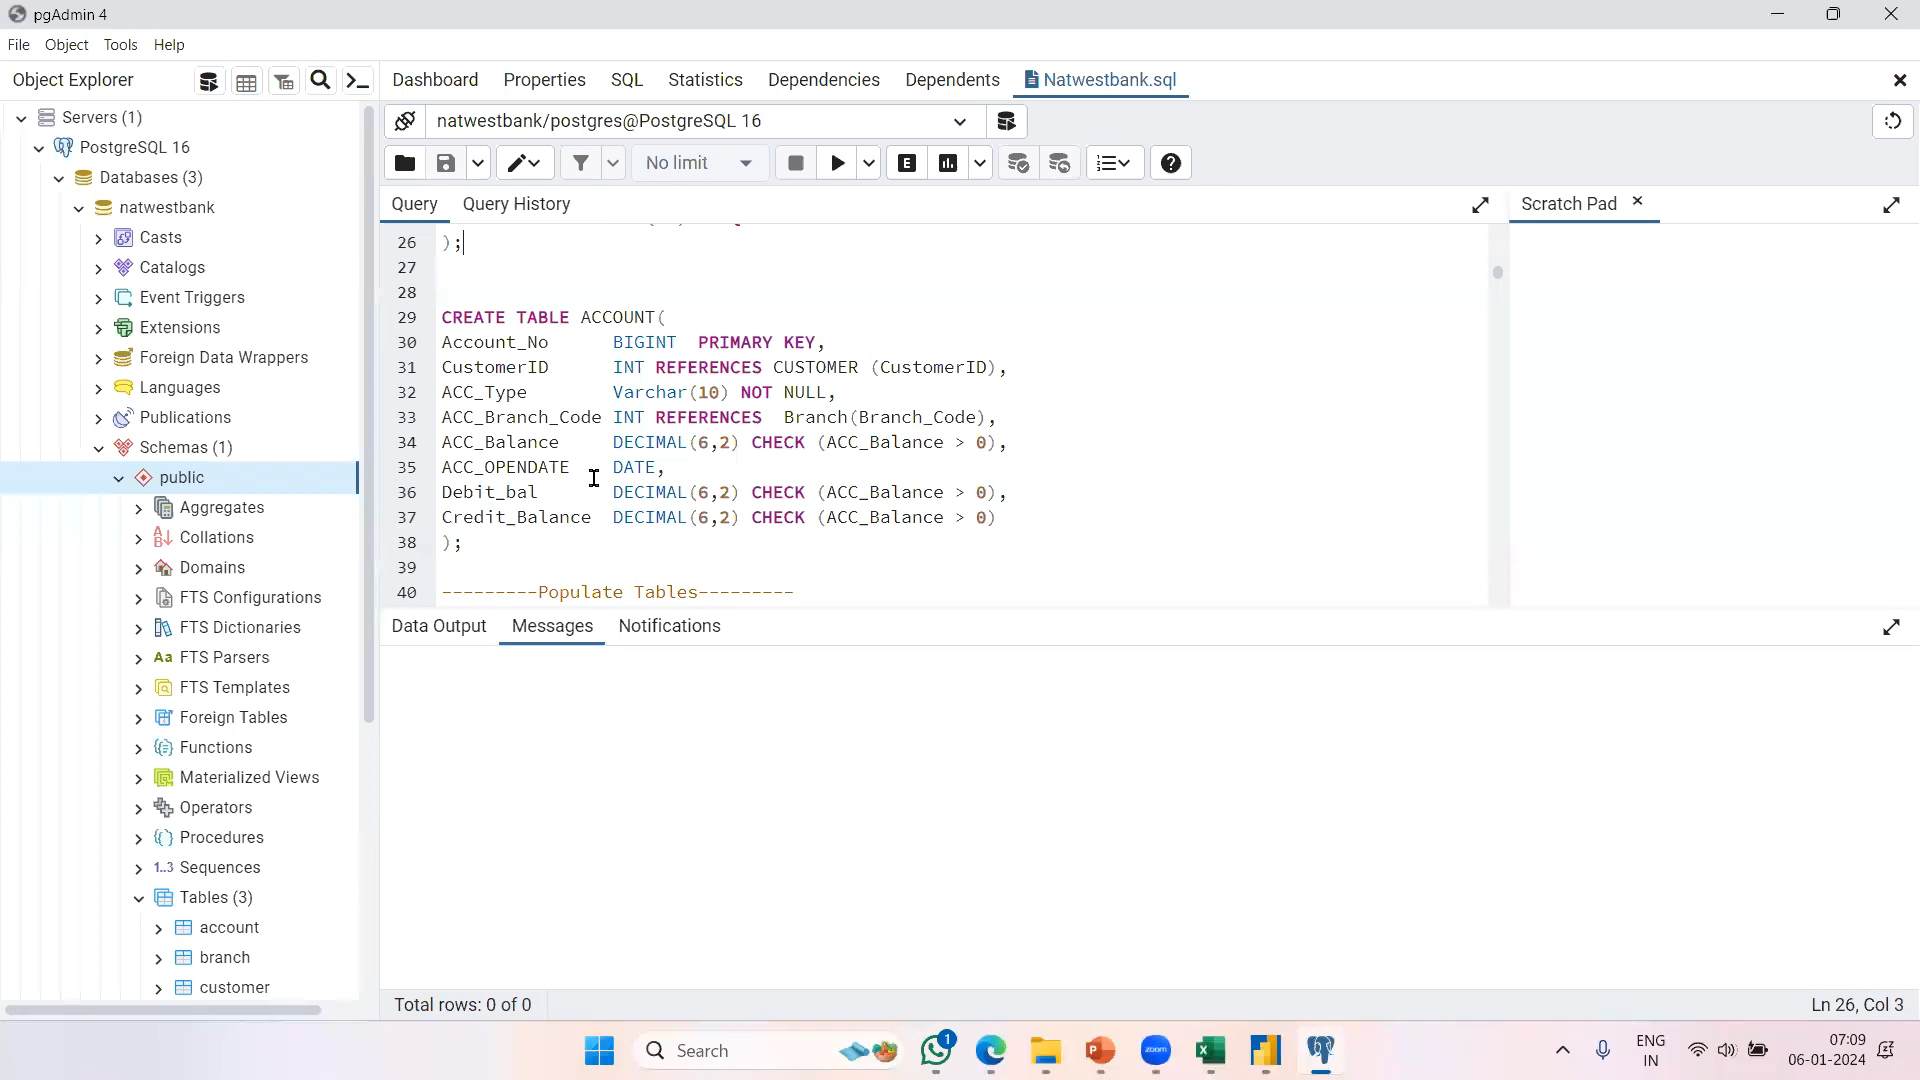 pgAdmin 4
File Object Tools Help
Object Explorer
Dashboard Properties SQL Statistics Dependencies Dependents Natwestbank.sql
Servers (1)
PostgreSQL 16
Databases (3)
natwestbank
Casts
Catalogs
Event Triggers
Extensions
Foreign Data Wrappers
Languages
Publications
Schemas (1)
public
Aggregates
Collations
Domains
FTS Configurations
FTS Dictionaries
Aa FTS Parsers
FTS Templates
Foreign Tables
Functions
Materialized Views
Operators
Procedures
1..3 Sequences
Tables (3)
account
branch
customer
natwestbank/postgres@PostgreSQL 16
No limit
E
Query Query History
Scratch Pad
26 );
27
28
29 CREATE TABLE ACCOUNT(
30 Account_No BIGINT PRIMARY KEY,
31 CustomerID INT REFERENCES CUSTOMER (CustomerID),
32 ACC_Type Varchar(10) NOT NULL,
33 ACC_Branch_Code INT REFERENCES Branch(Branch_Code),
34 ACC_Balance DECIMAL(6,2) CHECK (ACC_Balance > 0),
35 ACC_OPENDATE DATE,
36 Debit_bal DECIMAL(6,2) CHECK (ACC_Balance > 0),
37 Credit_Balance DECIMAL(6,2) CHECK (ACC_Balance > 0)
38 );
39
40 ---------Populate Tables---------
Data Output Messages Notifications
Total rows: 0 of 0
Ln 26, Col 3
Search
1
zoom
ENG
IN
07:09
06-01-2024